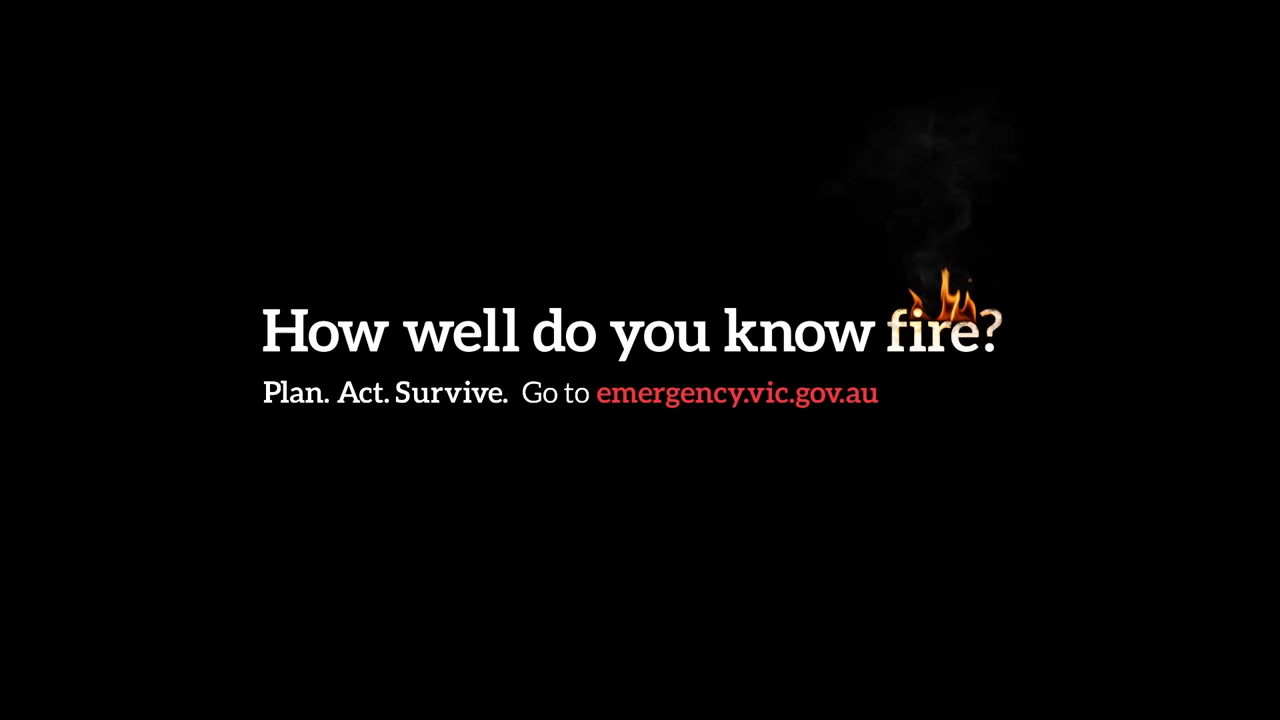 How well do you know fire?
Plan. Act. Survive. Go to emergency.vic.gov.au